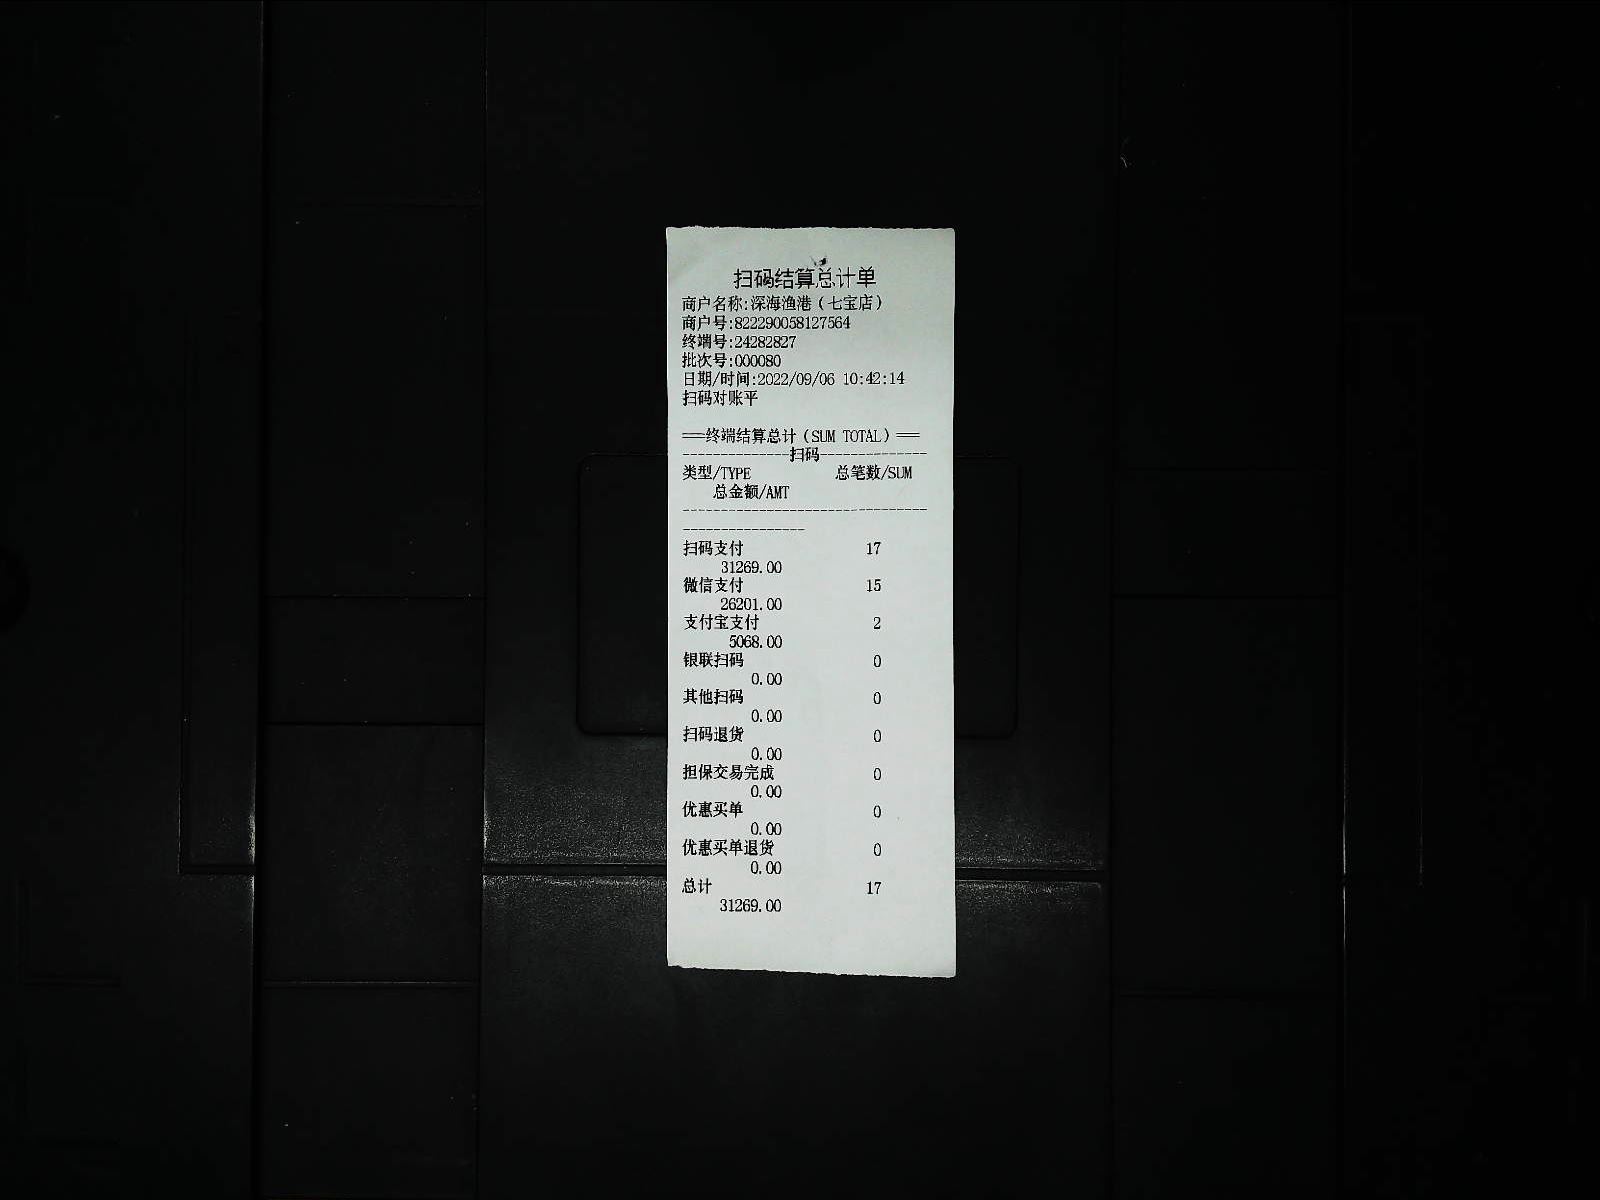 扫码结算总计单
商户名称:深海渔港(七宝店)
商户号:822290058127564
终端号:24282827
批次号:000080
日期/时间:2022/09/06 10:42:14
扫码对账平
===终端结算总计(SUM TOTAL)===
--------------扫码--------------
类型/TYPE 总笔数/SUM
总金额/AMT
--------------------------------
----------------
扫码支付 17
31269.00
微信支付 15
26201.00
支付宝支付 2
5068.00
银联扫码 0
0.00
其他扫码 0
0.00
扫码退货 0
0.00
担保交易完成 0
0.00
优惠买单 0
0.00
优惠买单退货 0
0.00
总计 17
31269.00